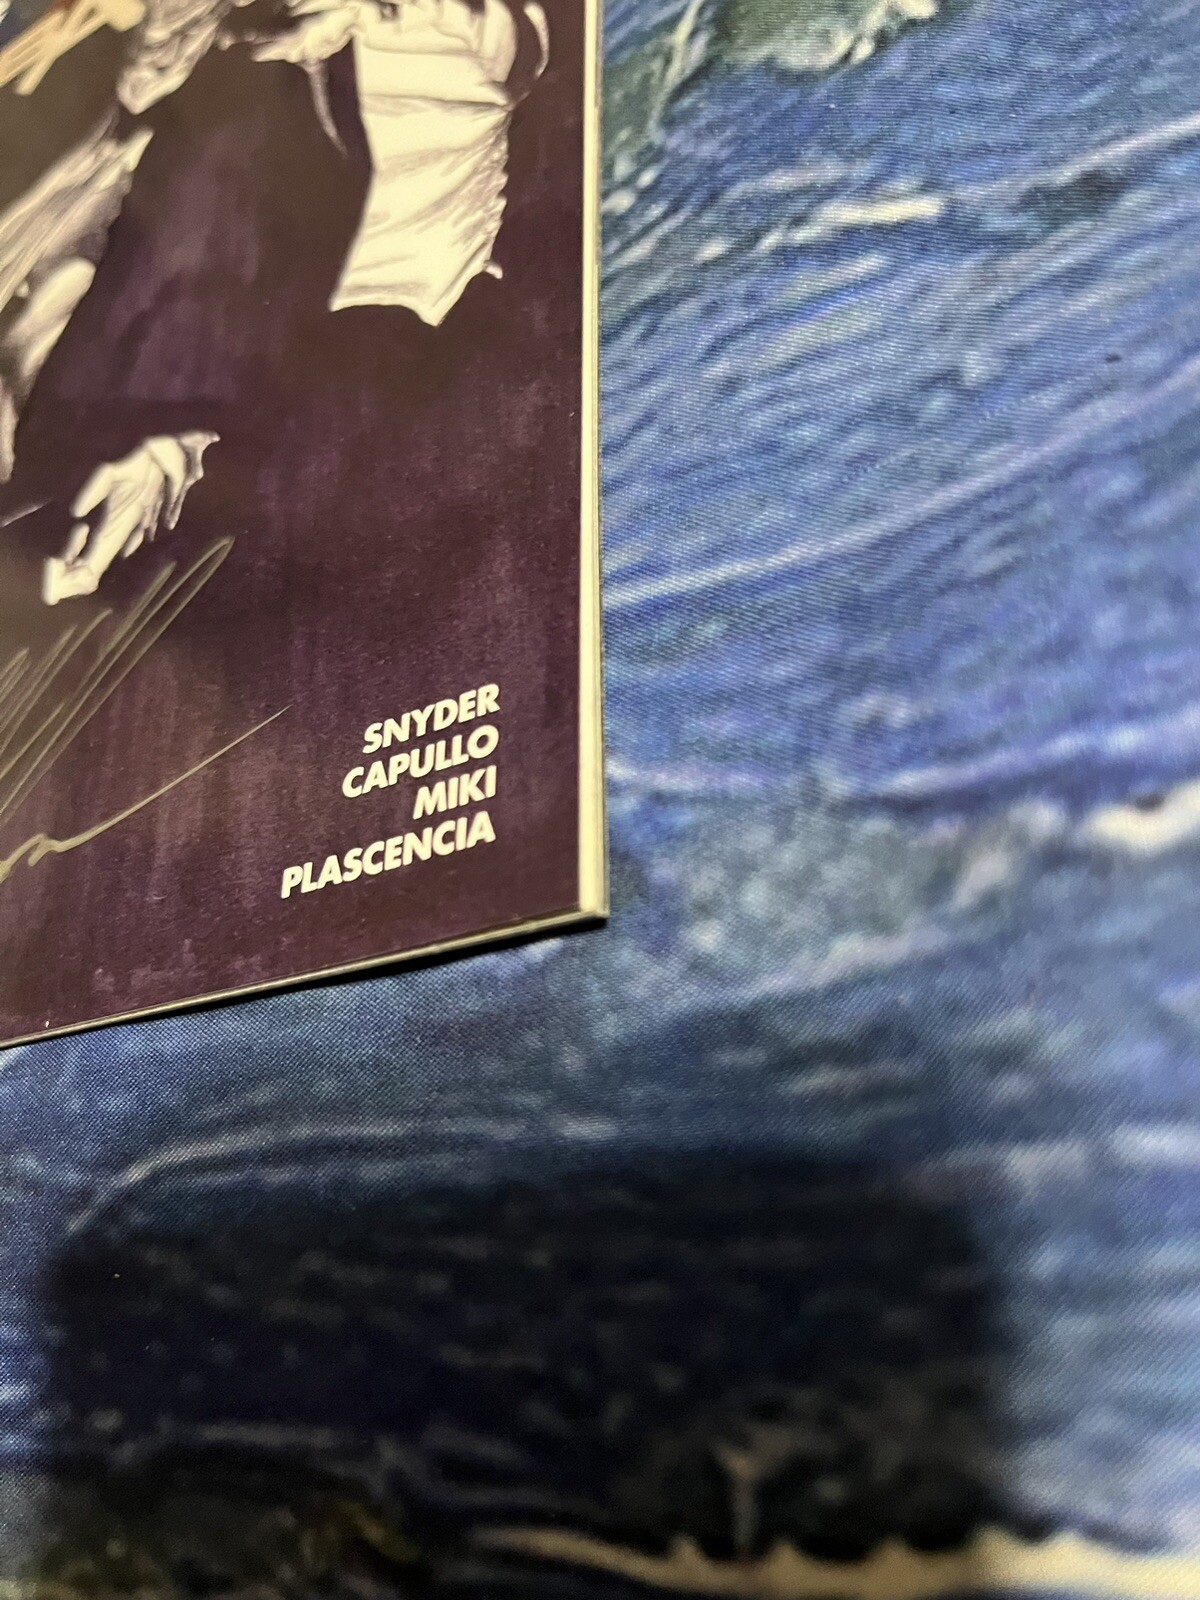 SNYDER
CAPULLO
MIKI
PLASCENCIA